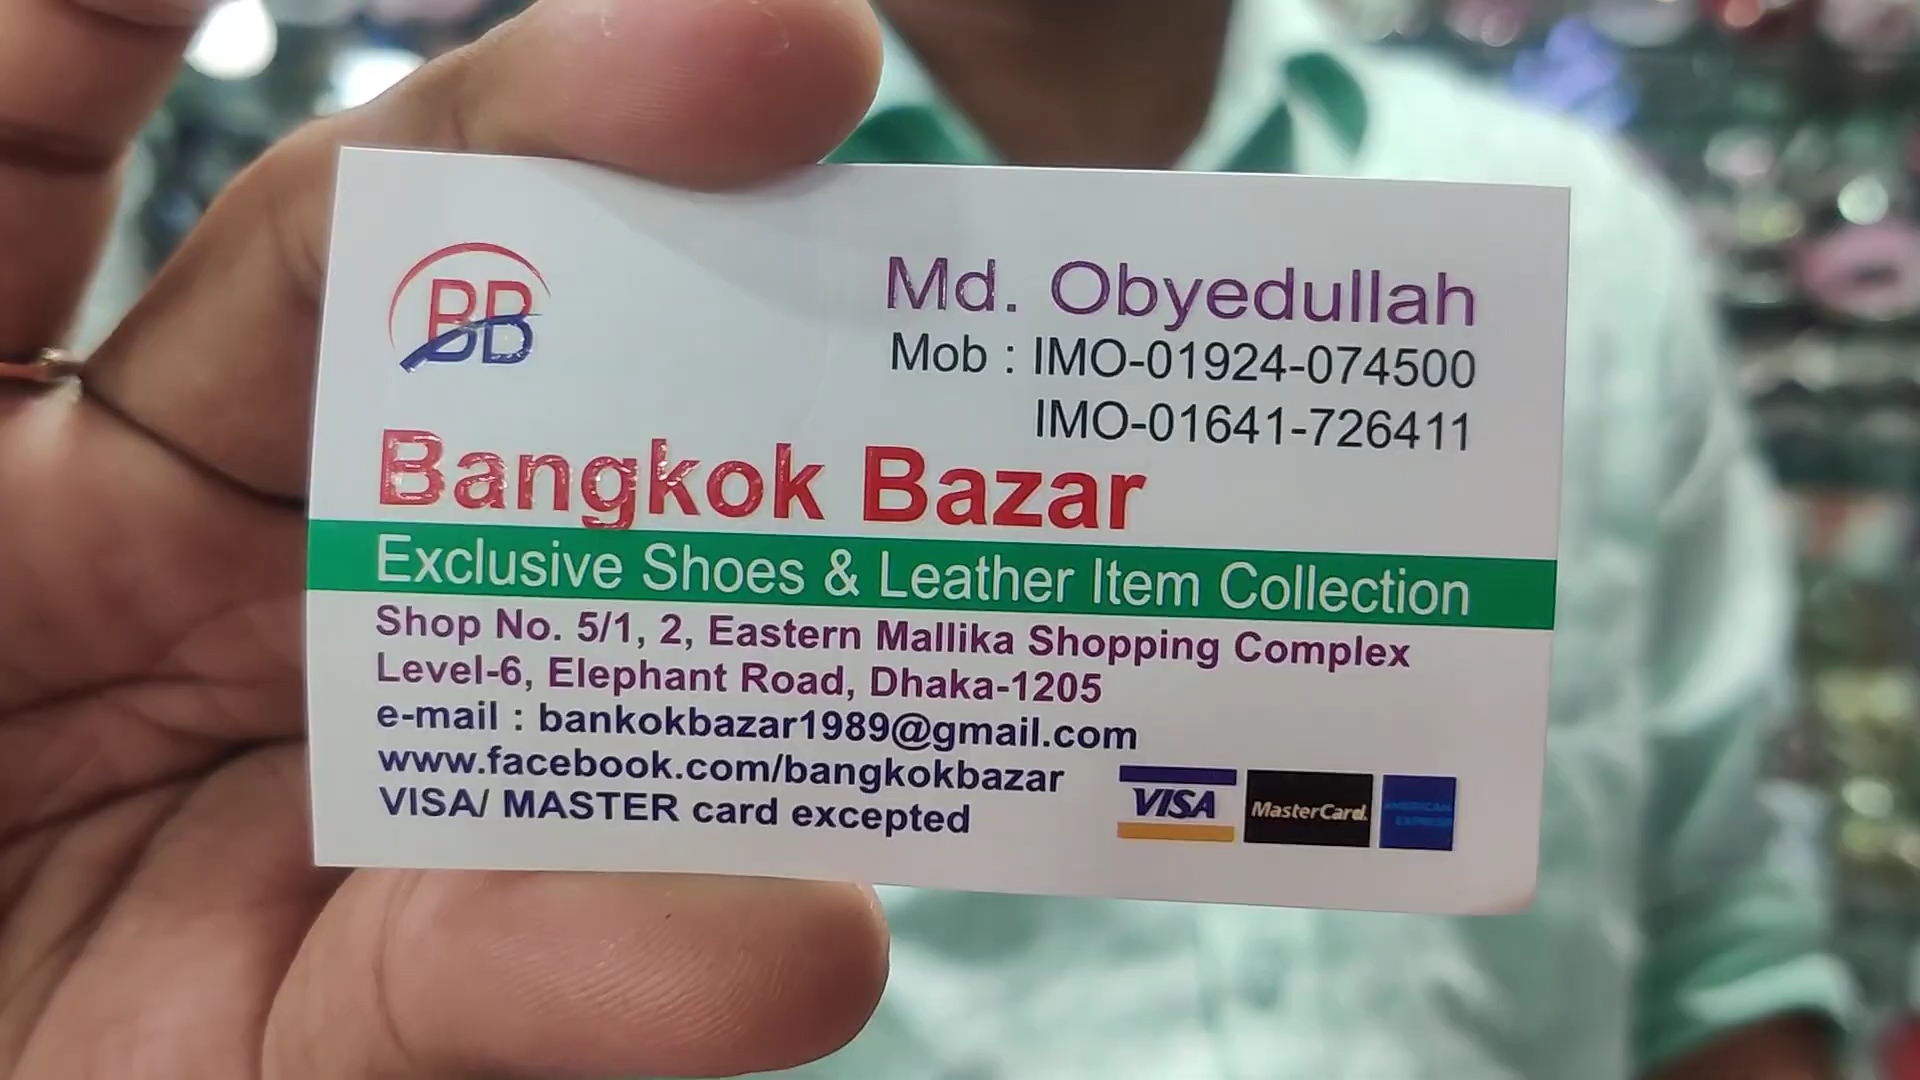 BB
Md. Obyedullah
Mob : IMO-01924-074500
IMO-01641-726411
Bangkok Bazar
Exclusive Shoes & Leather Item Collection
Shop No. 5/1, 2, Eastern Mallika Shopping Complex
Level-6, Elephant Road, Dhaka-1205
e-mail : bankokbazar1989@gmail.com
www.facebook.com/bangkokbazar
VISA/ MASTER card excepted
VISA MasterCard. AMERICAN EXPRESS